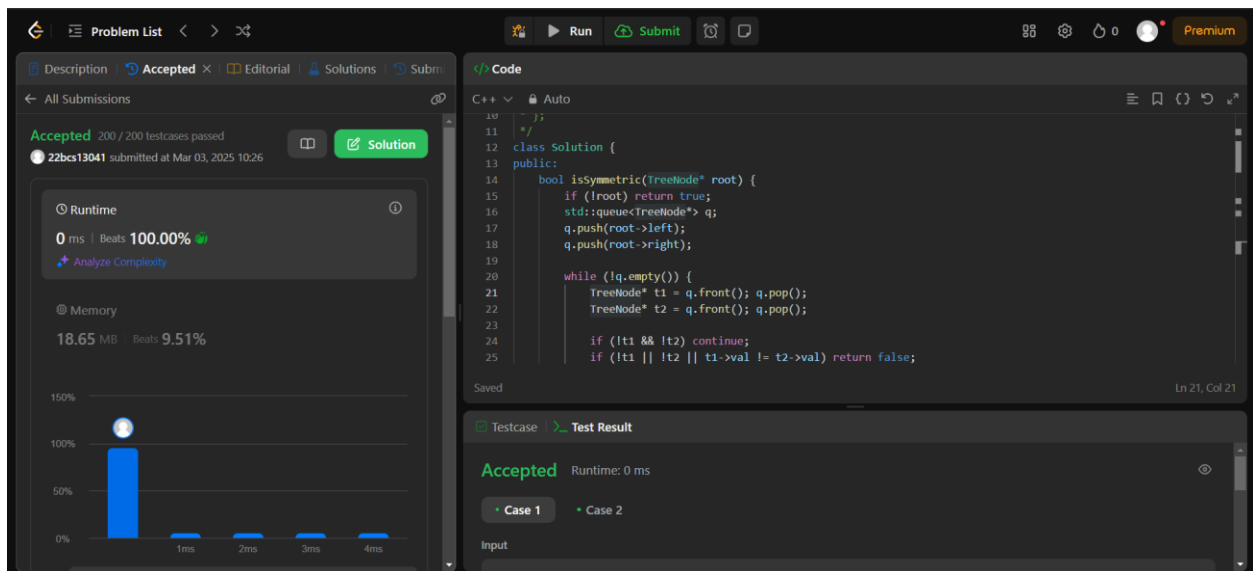 Problem List
Run
Submit
0
Premium
Description
Accepted
Editorial
Solutions
Subm
All Submissions
Accepted 200 / 200 testcases passed
22bcs13041 submitted at Mar 03, 2025 10:26
Solution
Runtime
0 ms | Beats 100.00%
Analyze Complexity
Memory
18.65 MB | Beats 9.51%
150%
100%
50%
0%
1ms 2ms 3ms 4ms
</> Code
C++
Auto
10 * };
11 */
12 class Solution {
13 public:
14 bool isSymmetric(TreeNode* root) {
15 if (!root) return true;
16 std::queue<TreeNode*> q;
17 q.push(root->left);
18 q.push(root->right);
19
20 while (!q.empty()) {
21 TreeNode* t1 = q.front(); q.pop();
22 TreeNode* t2 = q.front(); q.pop();
23
24 if (!t1 && !t2) continue;
25 if (!t1 || !t2 || t1->val != t2->val) return false;
Saved
Ln 21, Col 21
Testcase
>_ Test Result
Accepted Runtime: 0 ms
• Case 1
• Case 2
Input